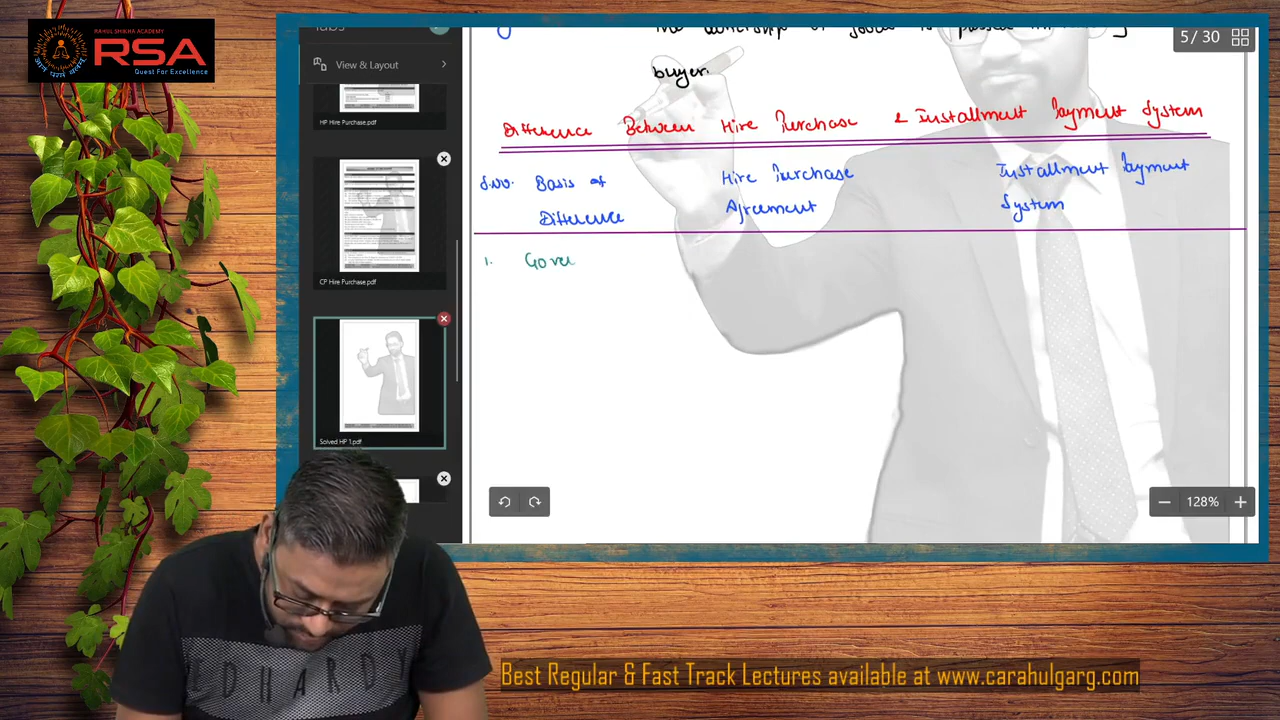 RAHUL SHIKHA ACADEMY
RSA
Quest For Excellence
View & Layout
HP Hire Purchase.pdf
CP Hire Purchase.pdf
Solved HP 1.pdf
5 / 30
buyer.
Difference Between Hire Purchase & Installment Payment System
S.No. Basis of Hire Purchase Installment Payment
Difference Agreement System
1. Gove
128%
DHARDY
Best Regular & Fast Track Lectures available at www.carahulgarg.com